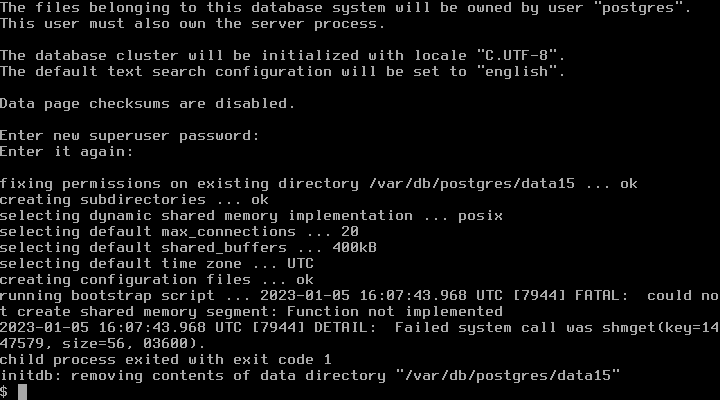 The files belonging to this database system will be owned by user "postgres".
This user must also own the server process.
The database cluster will be initialized with locale "C.UTF-8".
The default text search configuration will be set to "english".
Data page checksums are disabled.
Enter new superuser password:
Enter it again:
fixing permissions on existing directory /var/db/postgres/data15 ... ok
creating subdirectories ... ok
selecting dynamic shared memory implementation ... posix
selecting default max_connections ... 20
selecting default shared_buffers ... 400kB
selecting default time zone ... UTC
creating configuration files ... ok
running bootstrap script ... 2023-01-05 16:07:43.968 UTC [7944] FATAL:  could no
t create shared memory segment: Function not implemented
2023-01-05 16:07:43.968 UTC [7944] DETAIL:  Failed system call was shmget(key=14
47579, size=56, 03600).
child process exited with exit code 1
initdb: removing contents of data directory "/var/db/postgres/data15"
$